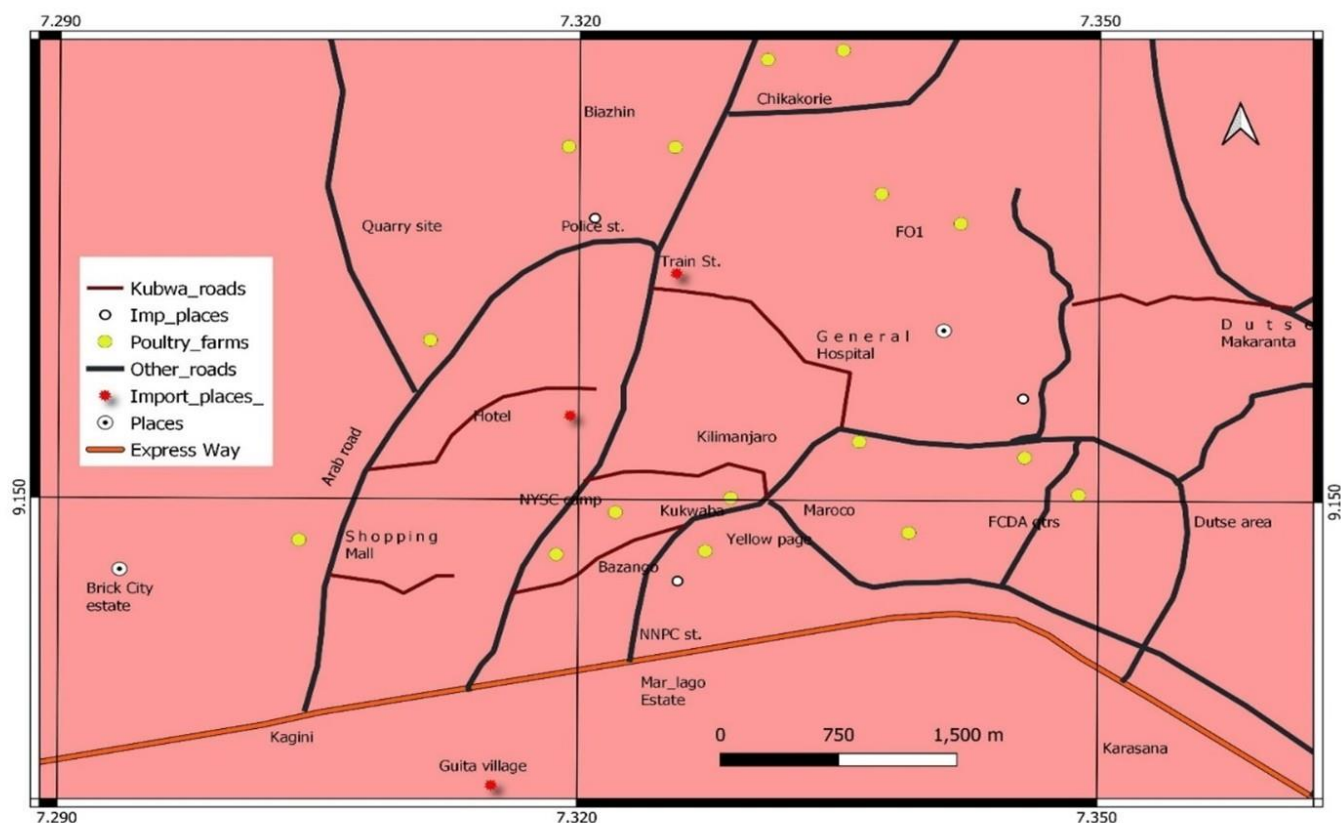 7.290 7.320 7.350
Chikakorie
Biazhin
Quarry site
Police st.
FO1
Train St.
Kubwa_roads
Imp_places
Poultry_farms
Other_roads
Import_places_
Places
Express Way
General
Hospital
Dutse
Makaranta
Hotel
Kilimanjaro
Arab road
9.150
NYSC camp
Kukwaba
Maroco
FCDA qtrs
Dutse area
9.150
Shopping
Mall
Yellow page
Bazango
Brick City
estate
NNPC st.
Mar_lago
Estate
Kagini
0 750 1,500 m
Karasana
Guita village
7.290 7.320 7.350